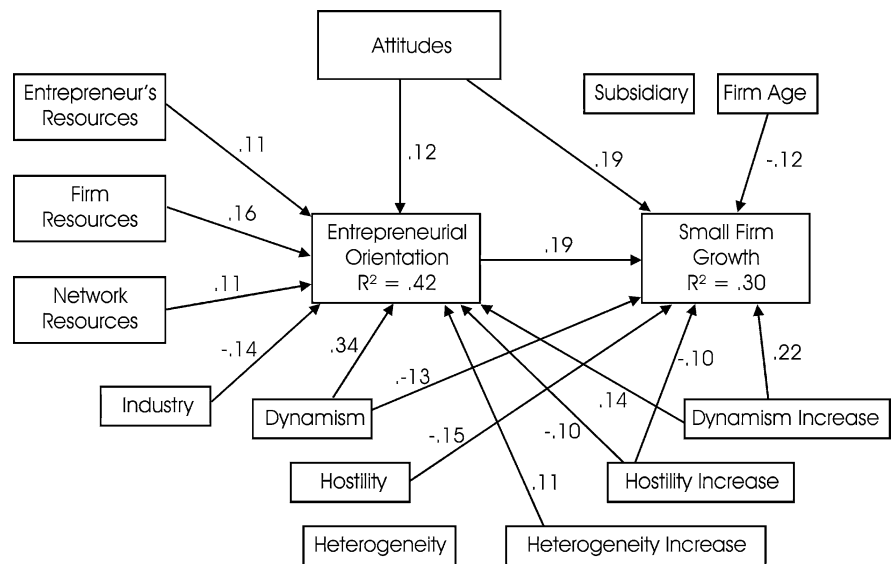 Attitudes
Entrepreneur's
Resources
Subsidiary
Firm Age
.11
.12
.19
-.12
Firm
Resources
.16
Entrepreneurial
Orientation
R² = .42
.19
Small Firm
Growth
R² = .30
Network
Resources
.11
-.14
.34
.-13
-.10
.22
Industry
Dynamism
.14
Dynamism Increase
-.15
-.10
Hostility
.11
Hostility Increase
Heterogeneity
Heterogeneity Increase